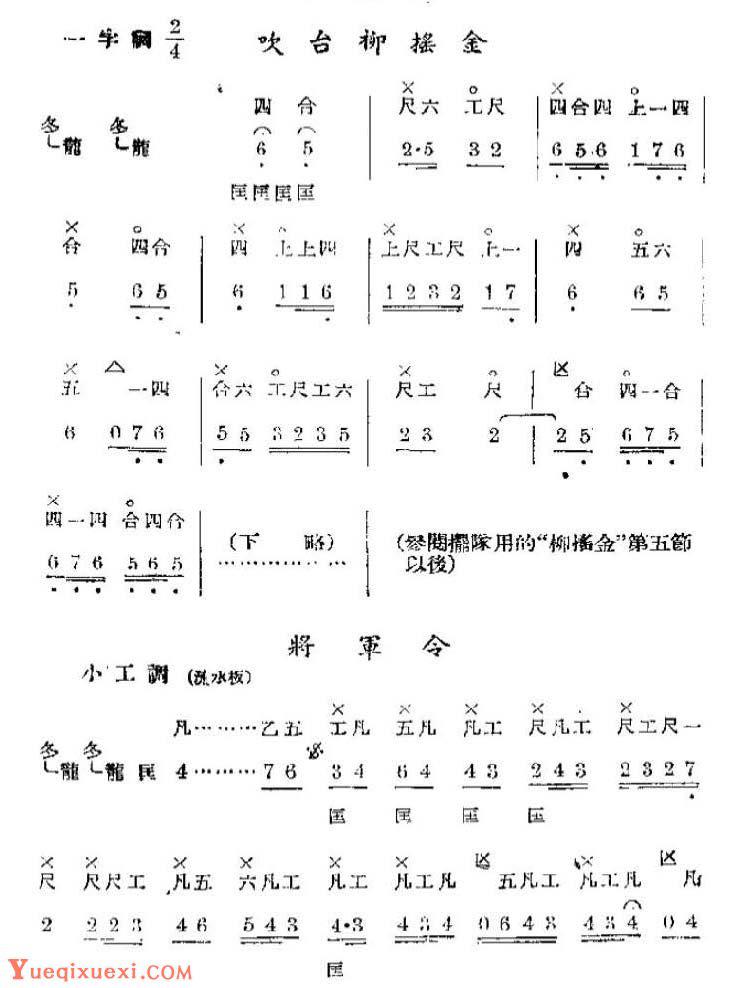 一字調 2/4 吹台柳搖金
× ○ × ○
四 合 尺六 工尺 四合四 上一四
冬乚龍 冬乚龍 6 5 2·5 3 2 6 5 6 1 7 6
匡匡匡匡
× ○ × ○ × ○ × ○
合 四合 四 上上四 上尺工尺 上一 四 五六
5 6 5 6 1 1 6 1 2 3 2 1 7 6 6 5
× △ × ○ × ○ ○
五 一四 合六 工尺工六 尺工 尺 合 四一合
6 0 7 6 5 5 3 2 3 5 2 3 2 2 5 6 7 5
× ○
四一四 合四合 (下 略) (參閱擺隊用的“柳搖金”第五節
6 7 6 5 6 5 ………… 以後)
將軍令
小工調 (流水板)
× × × × ×
凡………乙五 工凡 五凡 凡工 尺凡工 尺工尺一
冬乚龍 冬乚龍 匡 4………7 6 3 4 6 4 4 3 2 4 3 2 3 2 7
匡 匡 匡 匡
× × × × × × ×
尺 尺尺工 凡五 六凡工 凡工 凡工凡 五凡工 凡工凡 凡
2 2 2 3 4 6 5 4 3 4·3 4 3 4 0 6 4 3 4 3 4 0 4
匡
Yueqixuexi.com